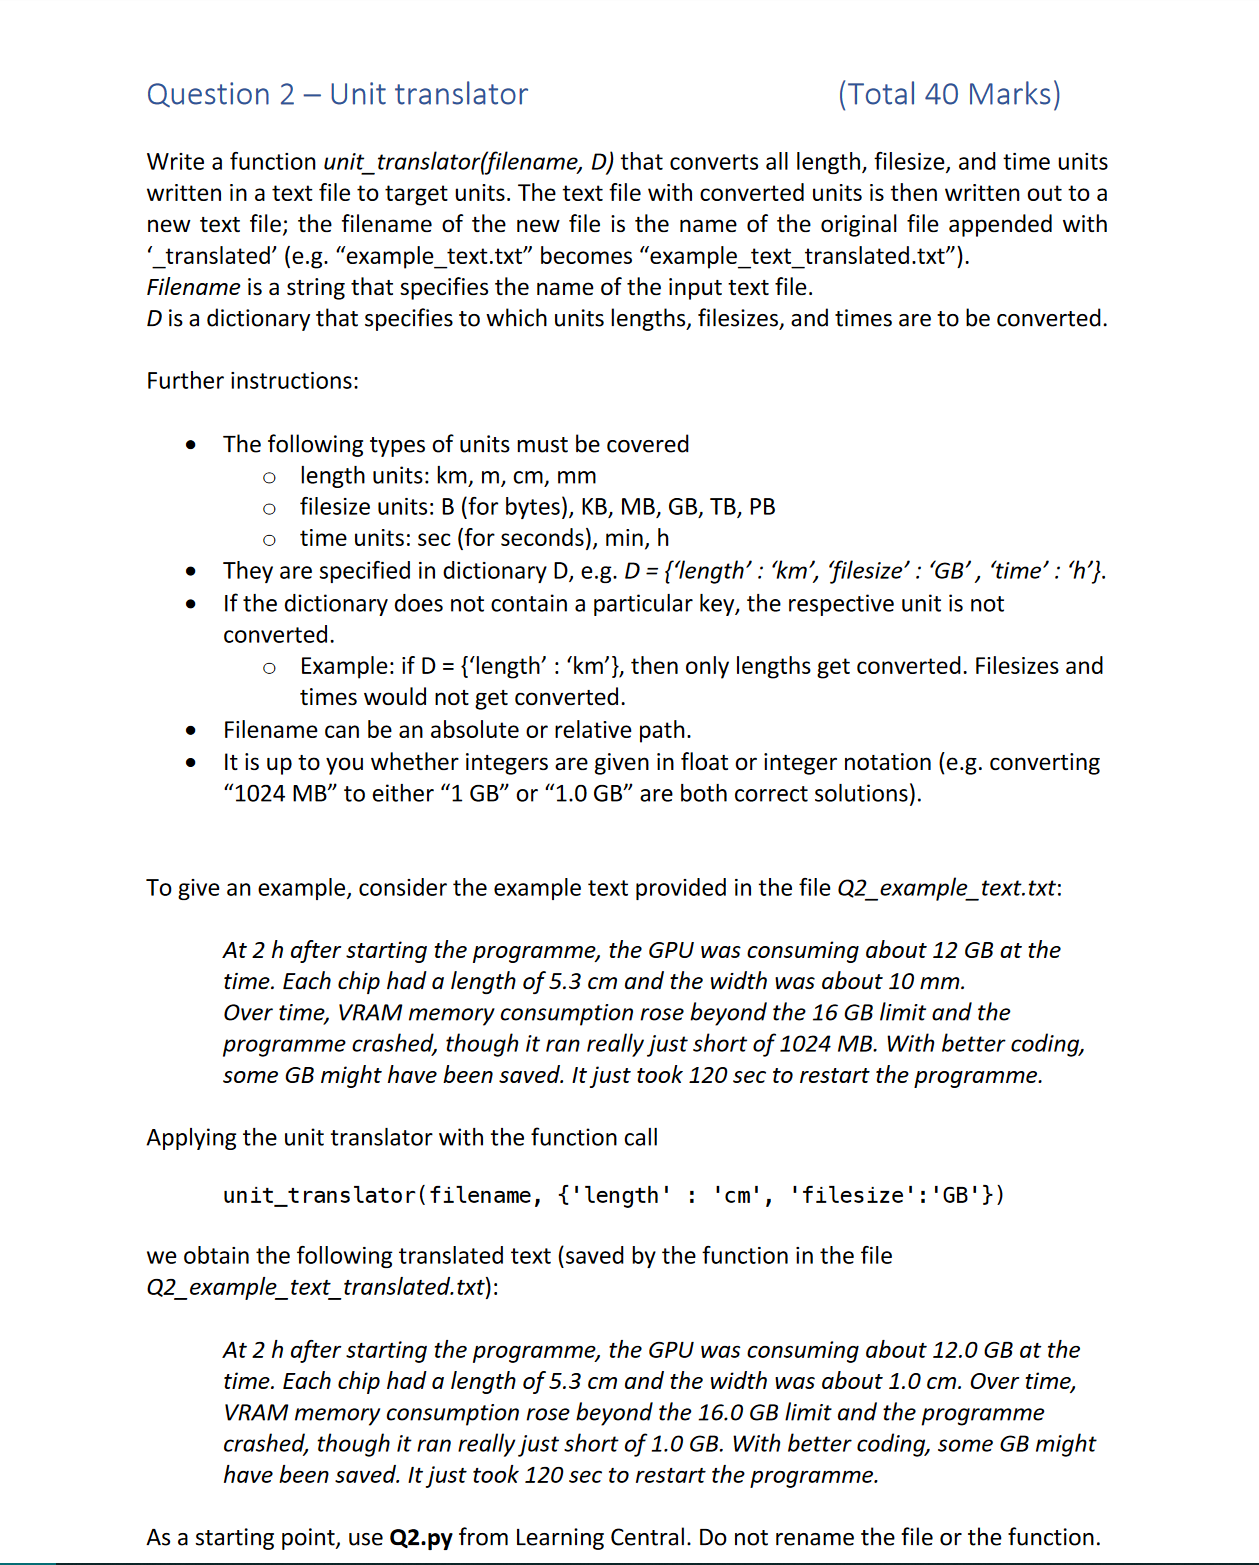 Question 2 – Unit translator (Total 40 Marks)
Write a function unit_translator(filename, D) that converts all length, filesize, and time units
written in a text file to target units. The text file with converted units is then written out to a
new text file; the filename of the new file is the name of the original file appended with
‘_translated’ (e.g. “example_text.txt” becomes “example_text_translated.txt”).
Filename is a string that specifies the name of the input text file.
D is a dictionary that specifies to which units lengths, filesizes, and times are to be converted.
Further instructions:
• The following types of units must be covered
o length units: km, m, cm, mm
o filesize units: B (for bytes), KB, MB, GB, TB, PB
o time units: sec (for seconds), min, h
• They are specified in dictionary D, e.g. D = {‘length’ : ‘km’, ‘filesize’ : ‘GB’ , ‘time’ : ‘h’}.
• If the dictionary does not contain a particular key, the respective unit is not
converted.
o Example: if D = {‘length’ : ‘km’}, then only lengths get converted. Filesizes and
times would not get converted.
• Filename can be an absolute or relative path.
• It is up to you whether integers are given in float or integer notation (e.g. converting
“1024 MB” to either “1 GB” or “1.0 GB” are both correct solutions).
To give an example, consider the example text provided in the file Q2_example_text.txt:
At 2 h after starting the programme, the GPU was consuming about 12 GB at the
time. Each chip had a length of 5.3 cm and the width was about 10 mm.
Over time, VRAM memory consumption rose beyond the 16 GB limit and the
programme crashed, though it ran really just short of 1024 MB. With better coding,
some GB might have been saved. It just took 120 sec to restart the programme.
Applying the unit translator with the function call
unit_translator(filename, {'length' : 'cm', 'filesize':'GB'})
we obtain the following translated text (saved by the function in the file
Q2_example_text_translated.txt):
At 2 h after starting the programme, the GPU was consuming about 12.0 GB at the
time. Each chip had a length of 5.3 cm and the width was about 1.0 cm. Over time,
VRAM memory consumption rose beyond the 16.0 GB limit and the programme
crashed, though it ran really just short of 1.0 GB. With better coding, some GB might
have been saved. It just took 120 sec to restart the programme.
As a starting point, use Q2.py from Learning Central. Do not rename the file or the function.